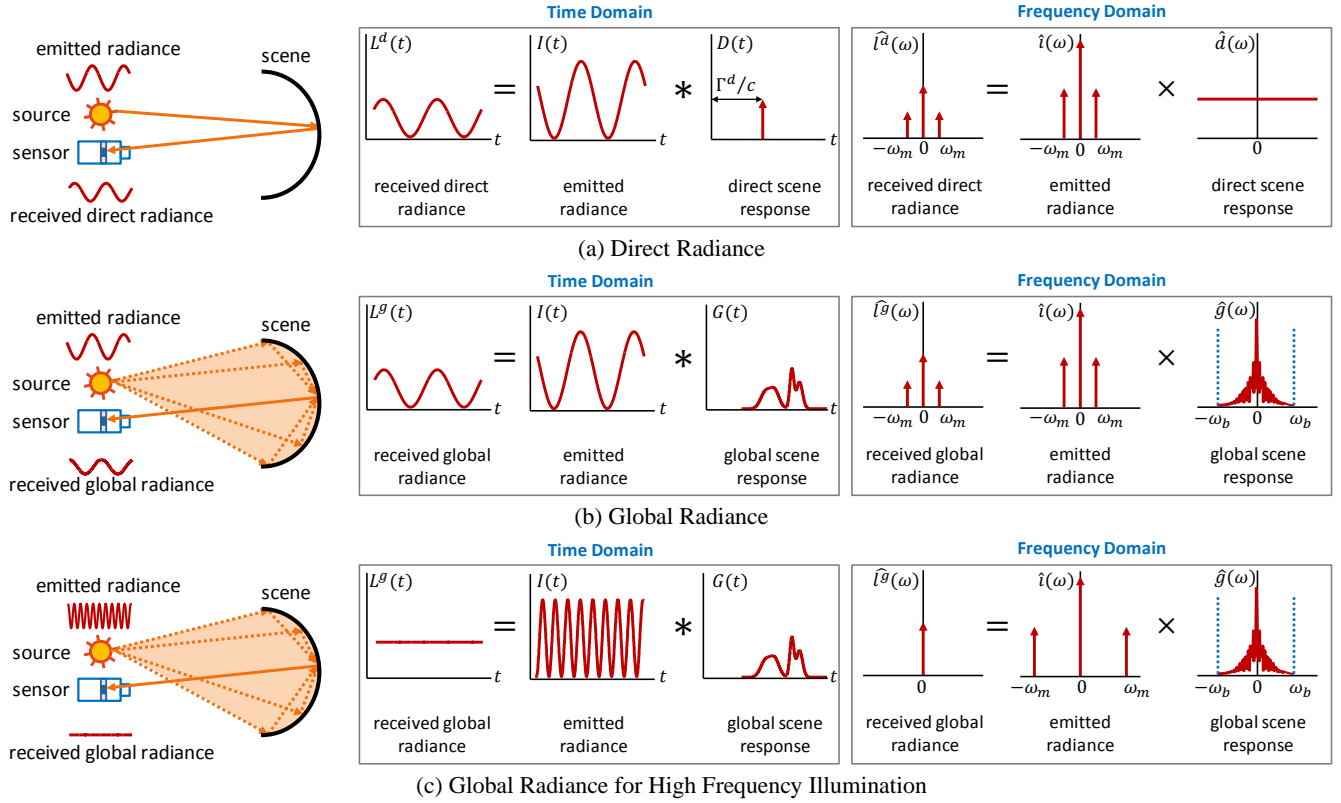 Time Domain
Frequency Domain
emitted radiance
scene
source
sensor
received direct radiance
L^d(t) = I(t) * D(t)
Γ^d/c
t t t
received direct radiance
emitted radiance
direct scene response
l̂^d(ω) = î(ω) × d̂(ω)
−ω_m 0 ω_m
−ω_m 0 ω_m
0
received direct radiance
emitted radiance
direct scene response
(a) Direct Radiance
Time Domain
Frequency Domain
emitted radiance
scene
source
sensor
received global radiance
L^g(t) = I(t) * G(t)
t t t
received global radiance
emitted radiance
global scene response
l̂^g(ω) = î(ω) × ĝ(ω)
−ω_m 0 ω_m
−ω_m 0 ω_m
−ω_b 0 ω_b
received global radiance
emitted radiance
global scene response
(b) Global Radiance
Time Domain
Frequency Domain
emitted radiance
scene
source
sensor
received global radiance
L^g(t) = I(t) * G(t)
t t t
received global radiance
emitted radiance
global scene response
l̂^g(ω) = î(ω) × ĝ(ω)
0
−ω_m 0 ω_m
−ω_b 0 ω_b
received global radiance
emitted radiance
global scene response
(c) Global Radiance for High Frequency Illumination